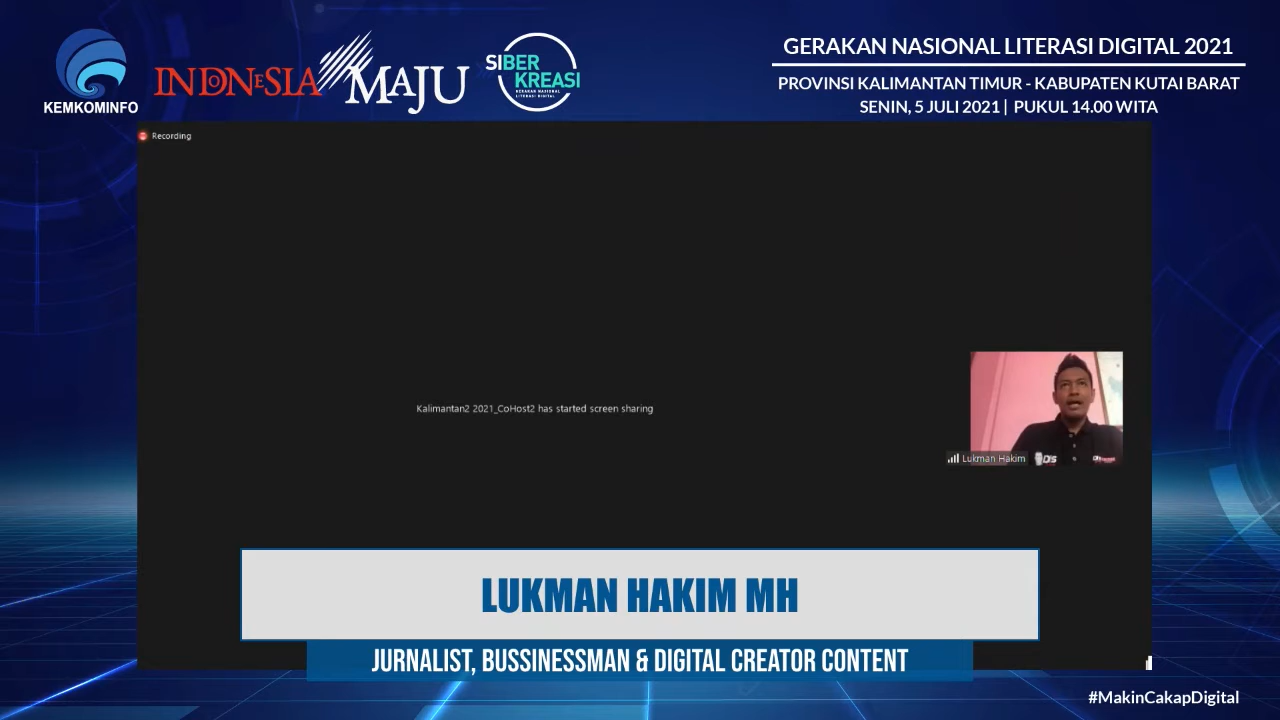 KEMKOMINFO
INDONESIA MAJU
SIBER
KREASI
GERAKAN NASIONAL
LITERASI DIGITAL
GERAKAN NASIONAL LITERASI DIGITAL 2021
PROVINSI KALIMANTAN TIMUR - KABUPATEN KUTAI BARAT
SENIN, 5 JULI 2021 | PUKUL 14.00 WITA
Recording
Kalimantan2 2021_CoHost2 has started screen sharing
Lukman Hakim
LUKMAN HAKIM MH
JURNALIST, BUSSINESSMAN & DIGITAL CREATOR CONTENT
#MakinCakapDigital